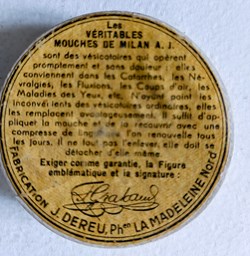 Les
VÉRITABLES
MOUCHES DE MILAN A. J.
sont des vésicatoires qui opèrent
promptement et sans douleur : elles
conviennent dans les Catarrhes, les Né-
vralgies, les Fluxions, les Coups d'air, les
Maladies des Yeux, etc. N'ayant point les
inconvénients des vésicatoires ordinaires, elles
les remplacent avantageusement. Il suffit d'ap-
pliquer la mouche et de la recouvrir avec une
compresse de linge l'on renouvelle tous
les jours. Il ne faut pas l'enlever, elle doit se
détacher d'elle même
Exiger comme garantie, la Figure
emblématique et la signature :
FABRICATION J. DEREU, Phen LA MADELEINE Nord